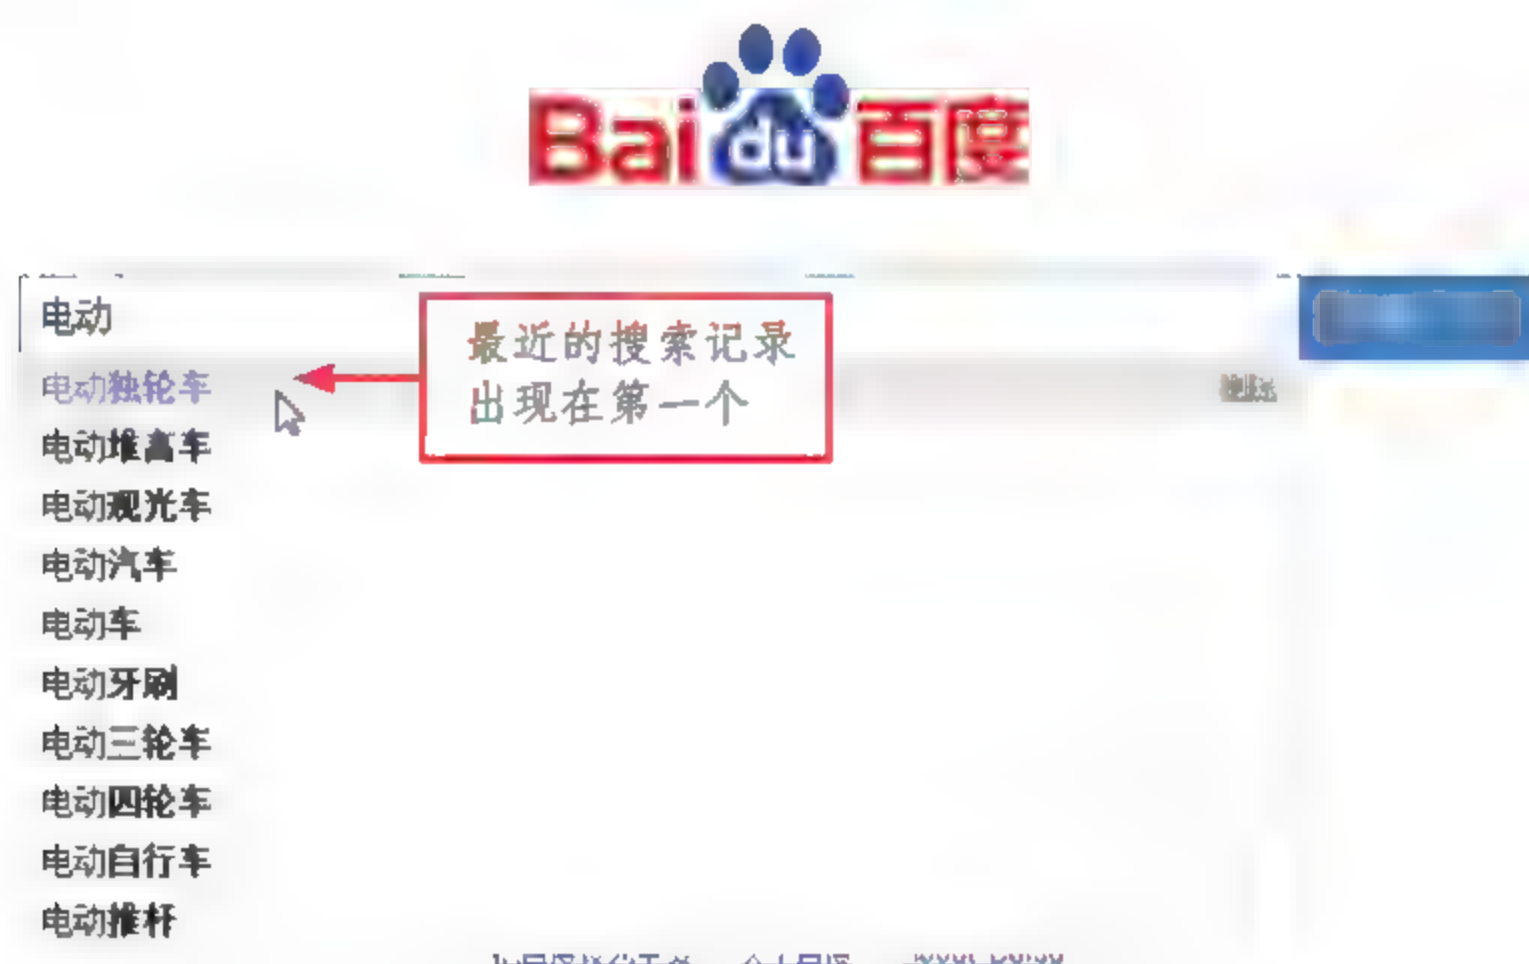 Baidu百度
电动
最近的搜索记录
出现在第一个
电动独轮车
删除
电动堆高车
电动观光车
电动汽车
电动车
电动牙刷
电动三轮车
电动四轮车
电动自行车
电动推杆